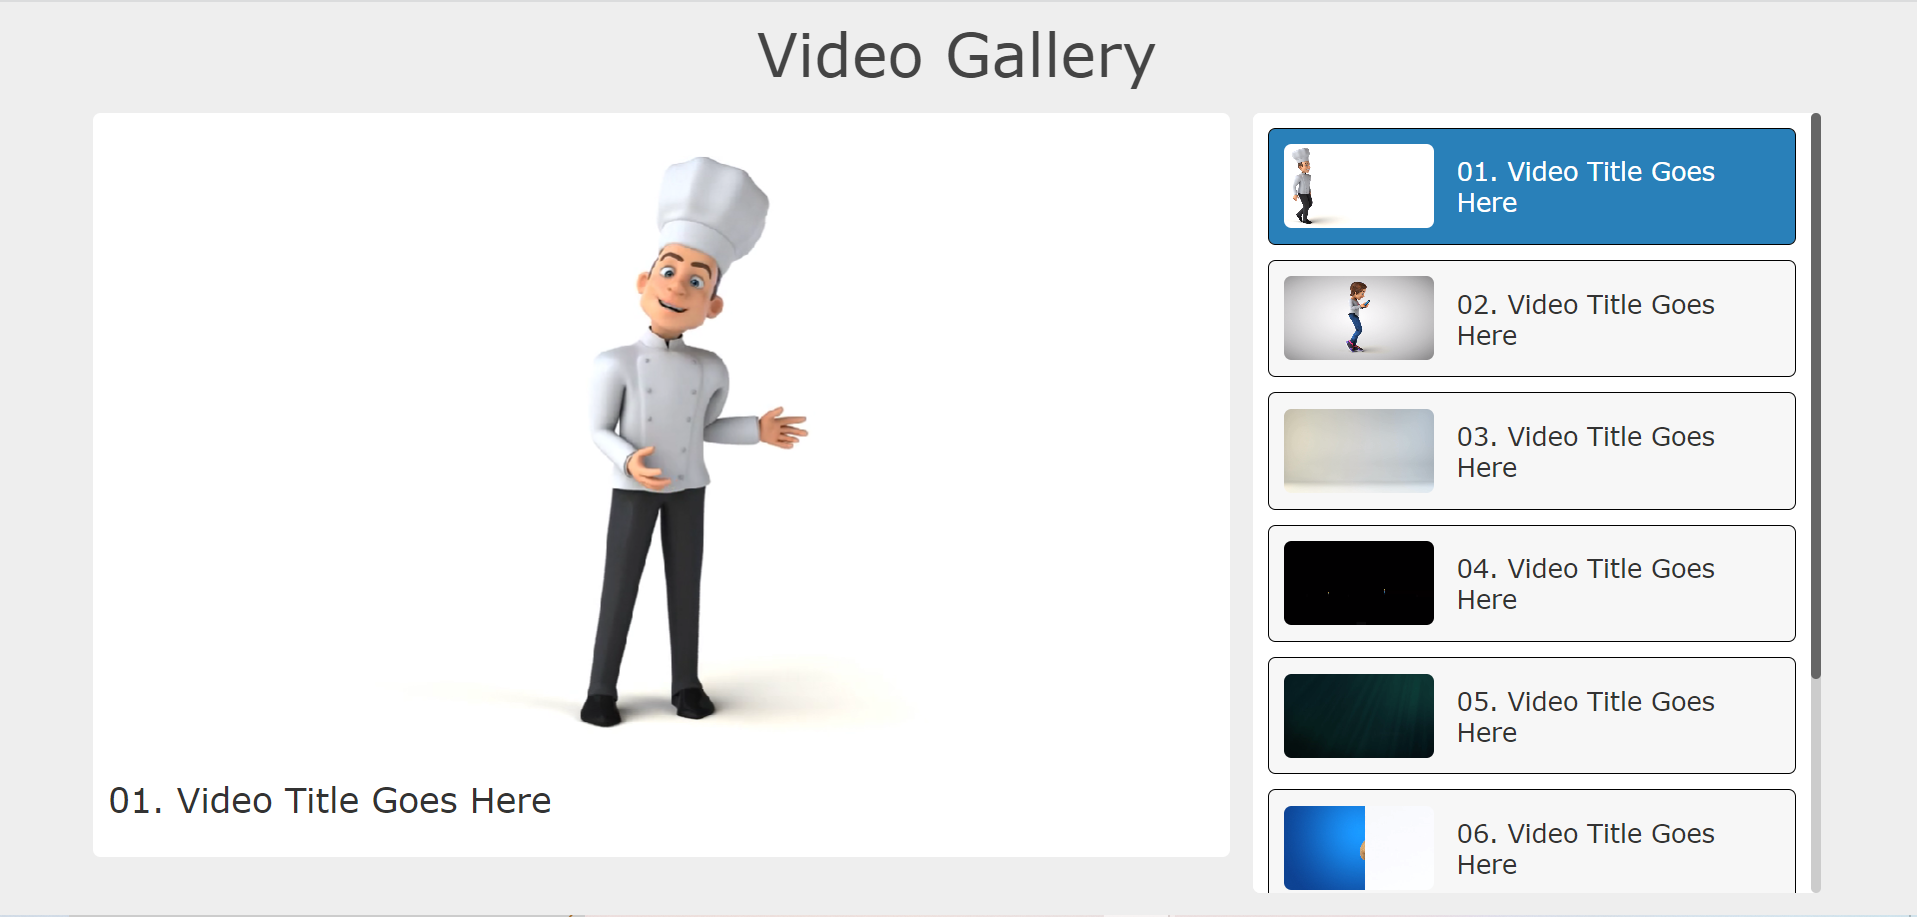 Video Gallery
01. Video Title Goes Here
01. Video Title Goes
Here
02. Video Title Goes
Here
03. Video Title Goes
Here
04. Video Title Goes
Here
05. Video Title Goes
Here
06. Video Title Goes
Here